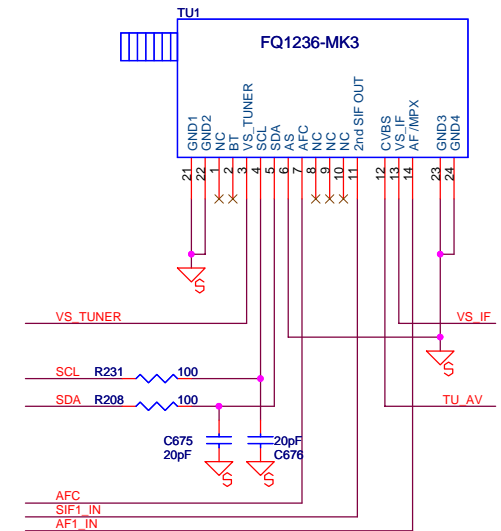 TU1
FQ1236-MK3
GND1
GND2
NC
BT
VS_TUNER
SCL
SDA
AS
AFC
NC
NC
NC
2nd SIF OUT
CVBS
VS_IF
AF /MPX
GND3
GND4
21
22
1
2
3
4
5
6
7
8
9
10
11
12
13
14
23
24
S
VS_TUNER
VS_IF
S
SCL R231 100
SDA R208 100
TU_AV
C675
20pF
20pF
C676
S
S
AFC
SIF1_IN
AF1_IN